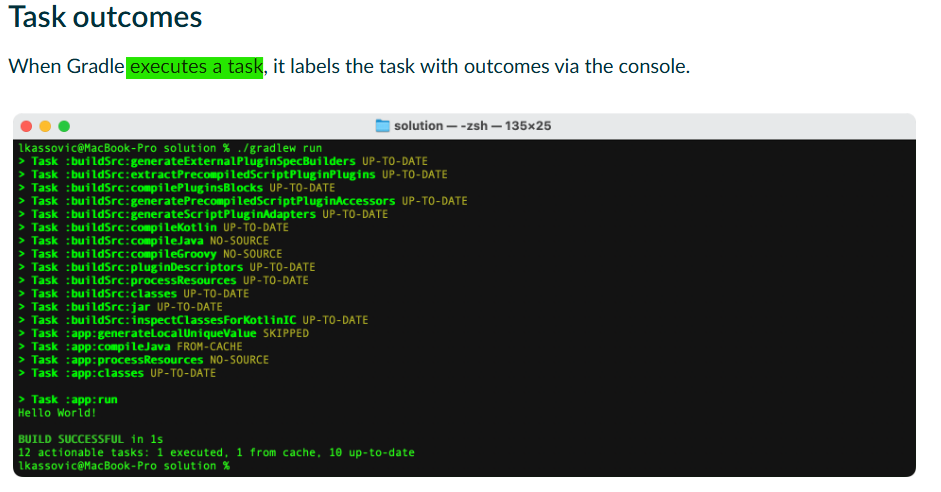 Task outcomes
When Gradle executes a task, it labels the task with outcomes via the console.
solution — -zsh — 135×25
lkassovic@MacBook-Pro solution % ./gradlew run
> Task :buildSrc:generateExternalPluginSpecBuilders UP-TO-DATE
> Task :buildSrc:extractPrecompiledScriptPluginPlugins UP-TO-DATE
> Task :buildSrc:compilePluginsBlocks UP-TO-DATE
> Task :buildSrc:generatePrecompiledScriptPluginAccessors UP-TO-DATE
> Task :buildSrc:generateScriptPluginAdapters UP-TO-DATE
> Task :buildSrc:compileKotlin UP-TO-DATE
> Task :buildSrc:compileJava NO-SOURCE
> Task :buildSrc:compileGroovy NO-SOURCE
> Task :buildSrc:pluginDescriptors UP-TO-DATE
> Task :buildSrc:processResources UP-TO-DATE
> Task :buildSrc:classes UP-TO-DATE
> Task :buildSrc:jar UP-TO-DATE
> Task :buildSrc:inspectClassesForKotlinIC UP-TO-DATE
> Task :app:generateLocalUniqueValue SKIPPED
> Task :app:compileJava FROM-CACHE
> Task :app:processResources NO-SOURCE
> Task :app:classes UP-TO-DATE
> Task :app:run
Hello World!
BUILD SUCCESSFUL in 1s
12 actionable tasks: 1 executed, 1 from cache, 10 up-to-date
lkassovic@MacBook-Pro solution %